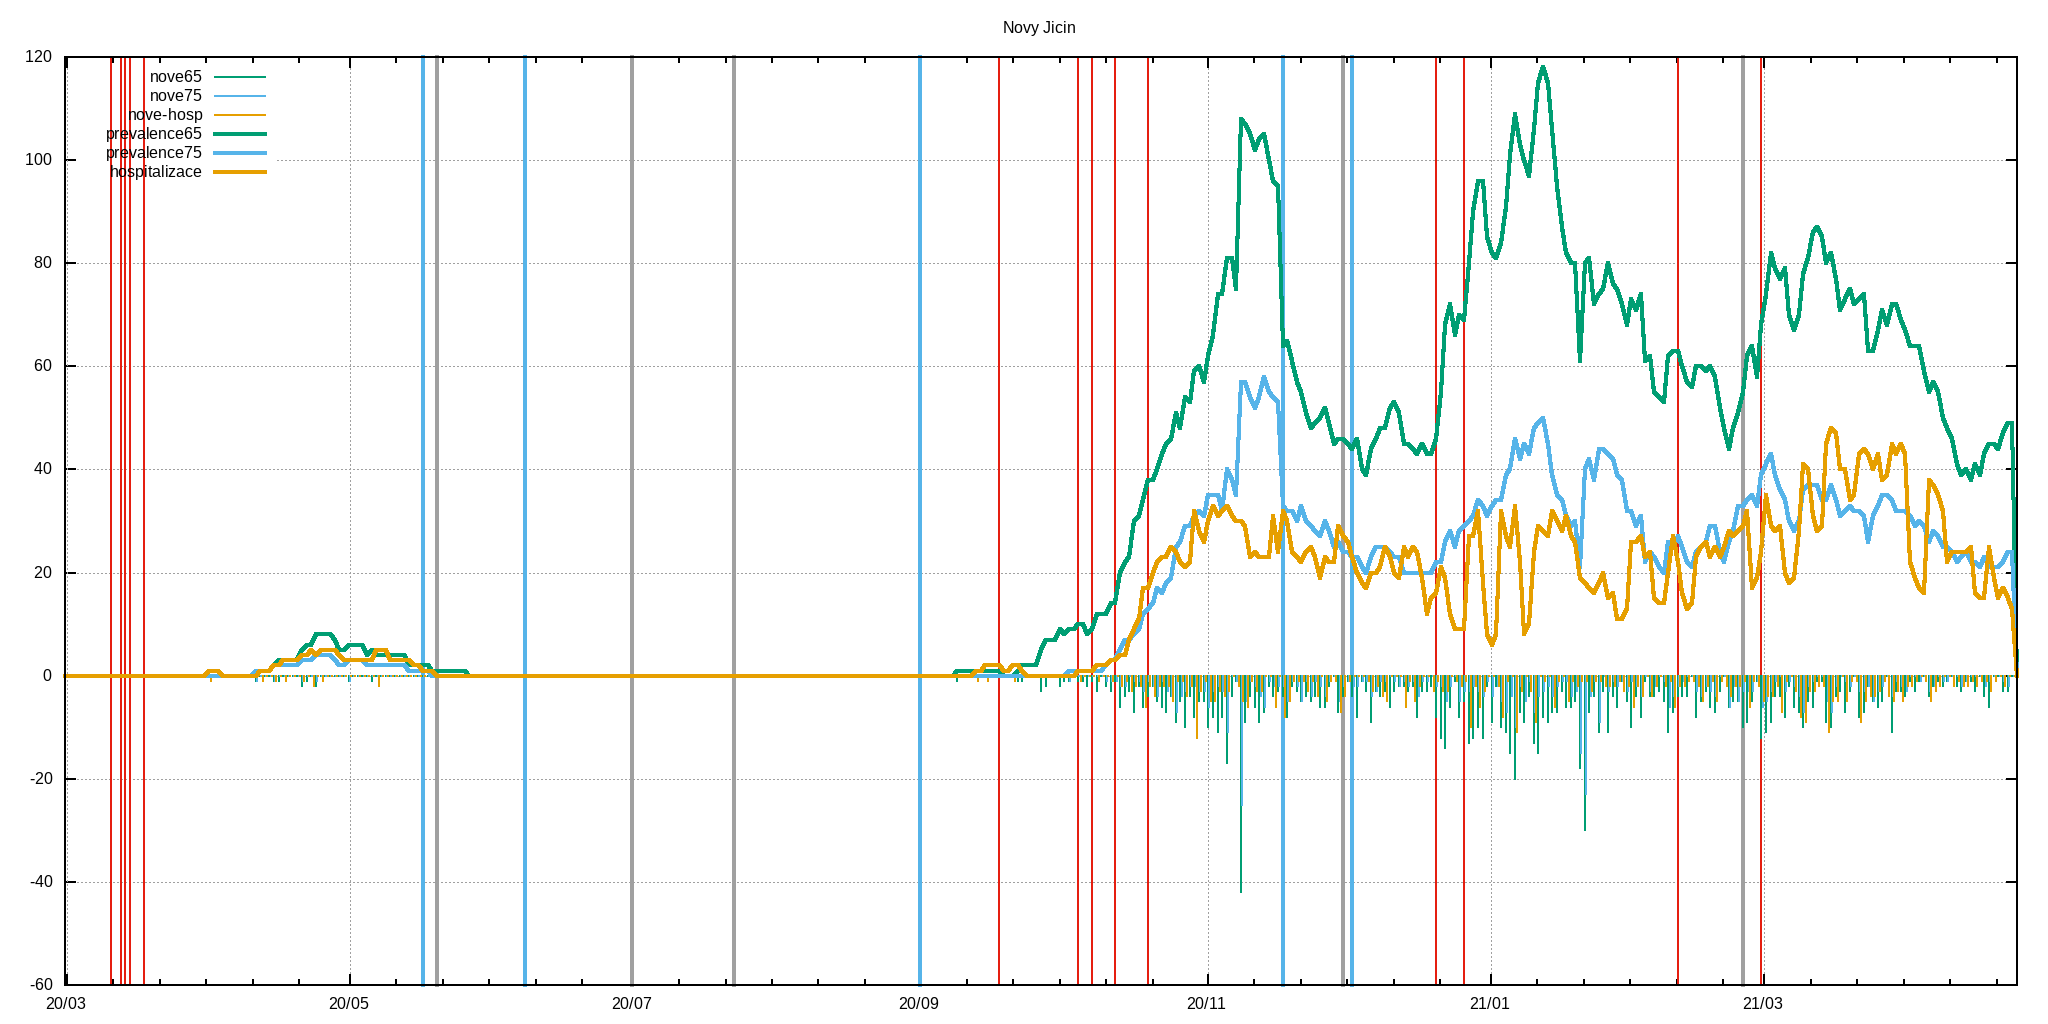 Novy Jicin
120
100
80
60
40
20
0
-20
-40
-60
nove65
nove75
nove-hosp
prevalence65
prevalence75
hospitalizace
20/03 20/05 20/07 20/09 20/11 21/01 21/03